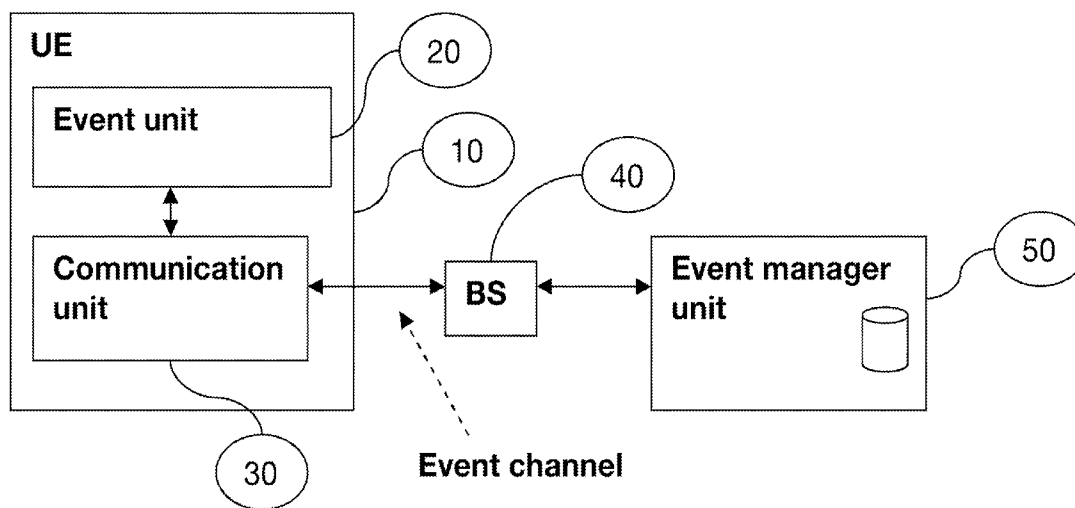 UE
20
Event unit
10
40
Communication
unit
BS
Event manager
unit
50
30
Event channel